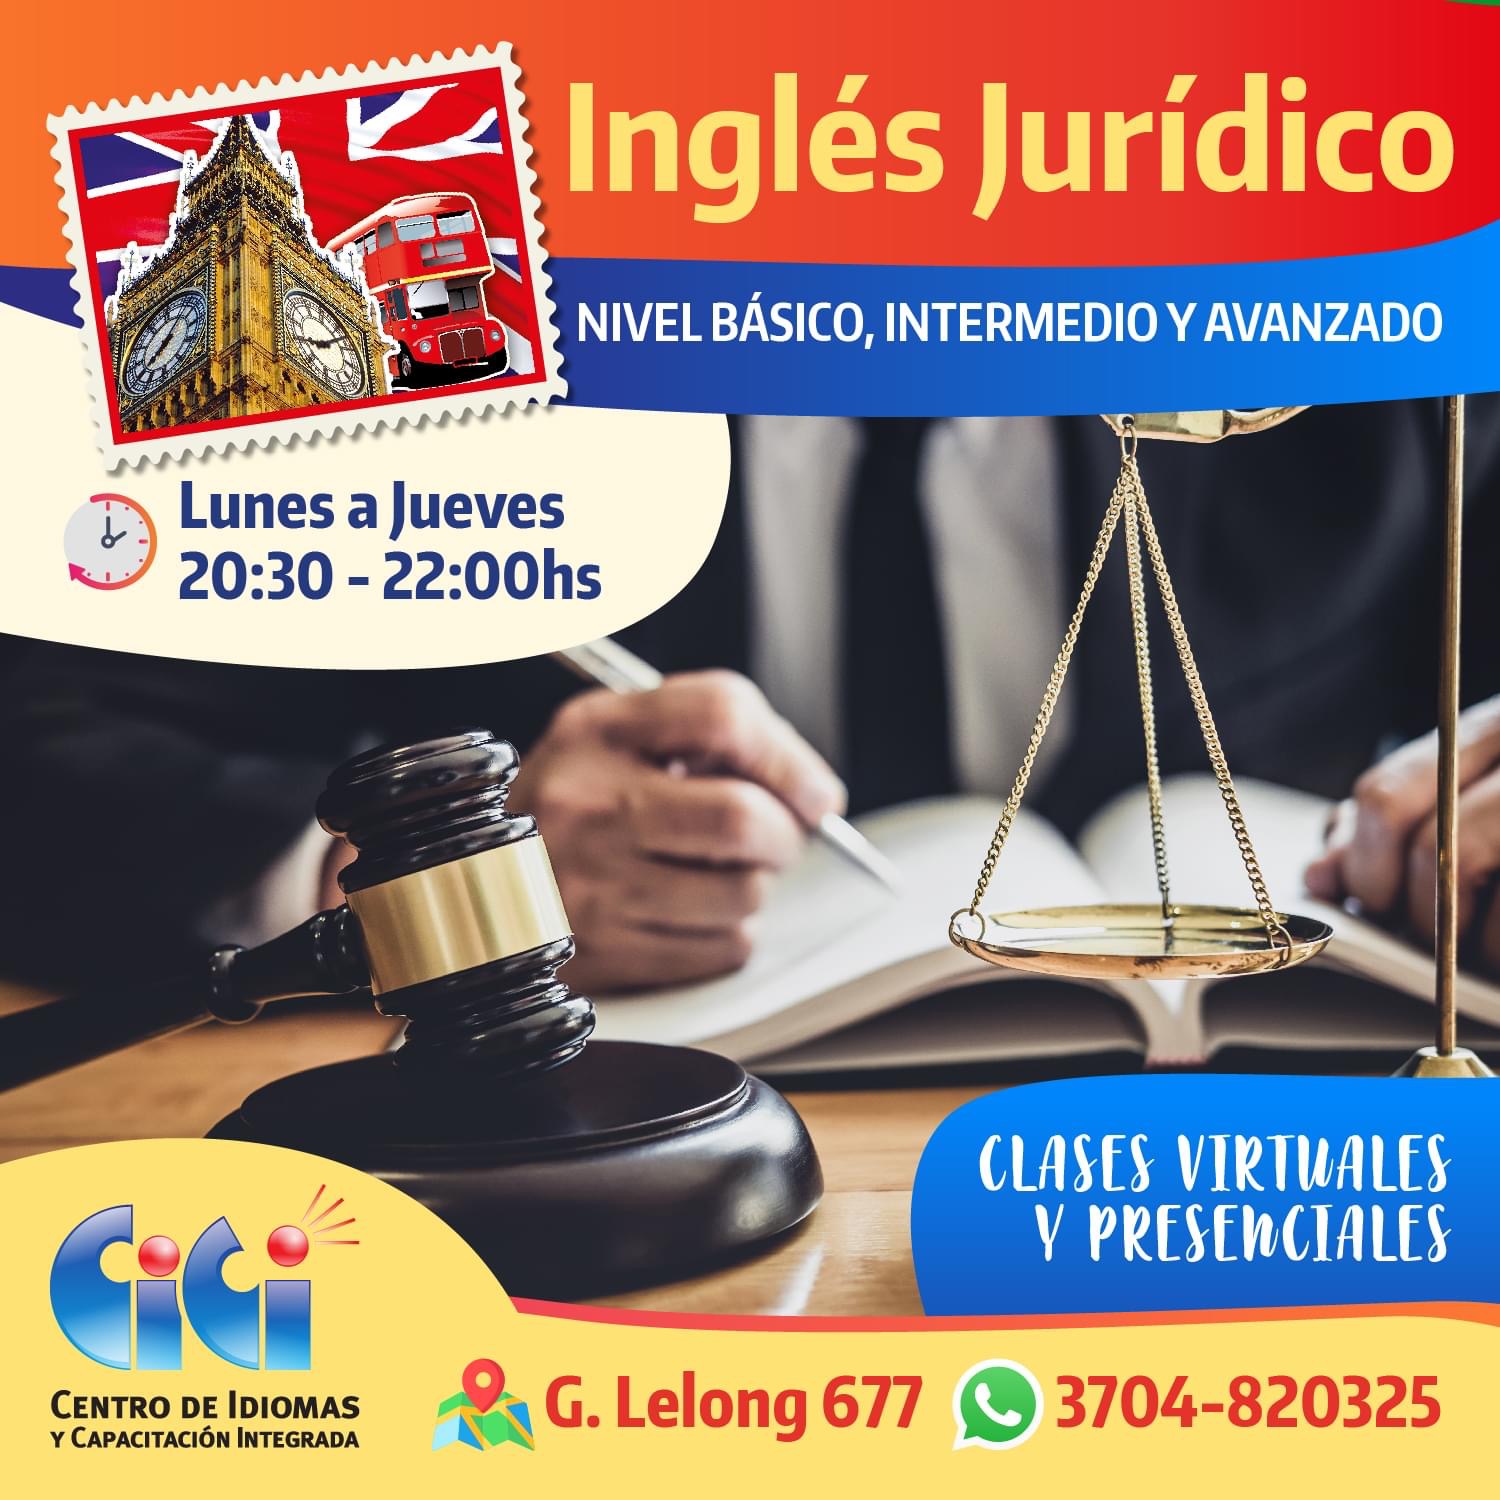 Inglés Jurídico
NIVEL BÁSICO, INTERMEDIO Y AVANZADO
Lunes a Jueves
20:30 - 22:00hs
CLASES VIRTUALES
Y PRESENCIALES
CiCi
CENTRO DE IDIOMAS
Y CAPACITACIÓN INTEGRADA
G. Lelong 677
3704-820325